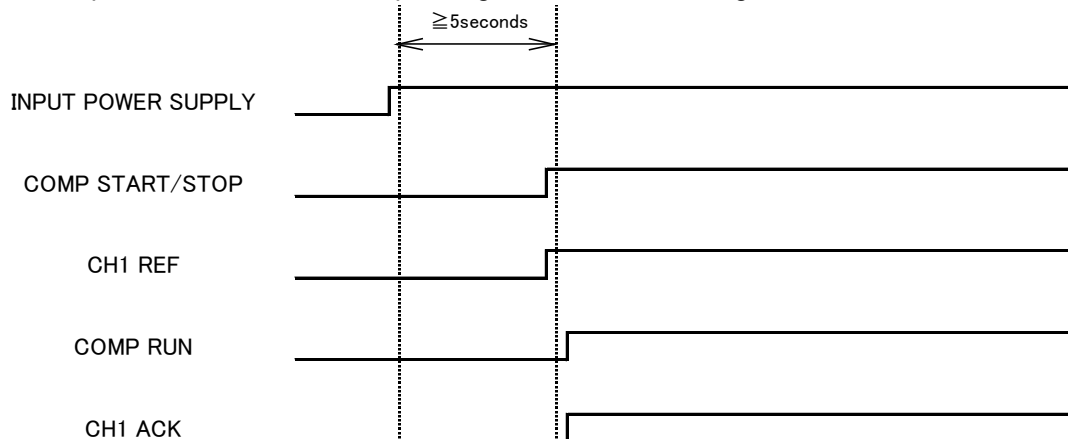 ≧5seconds
INPUT POWER SUPPLY
COMP START/STOP
CH1 REF
COMP RUN
CH1 ACK